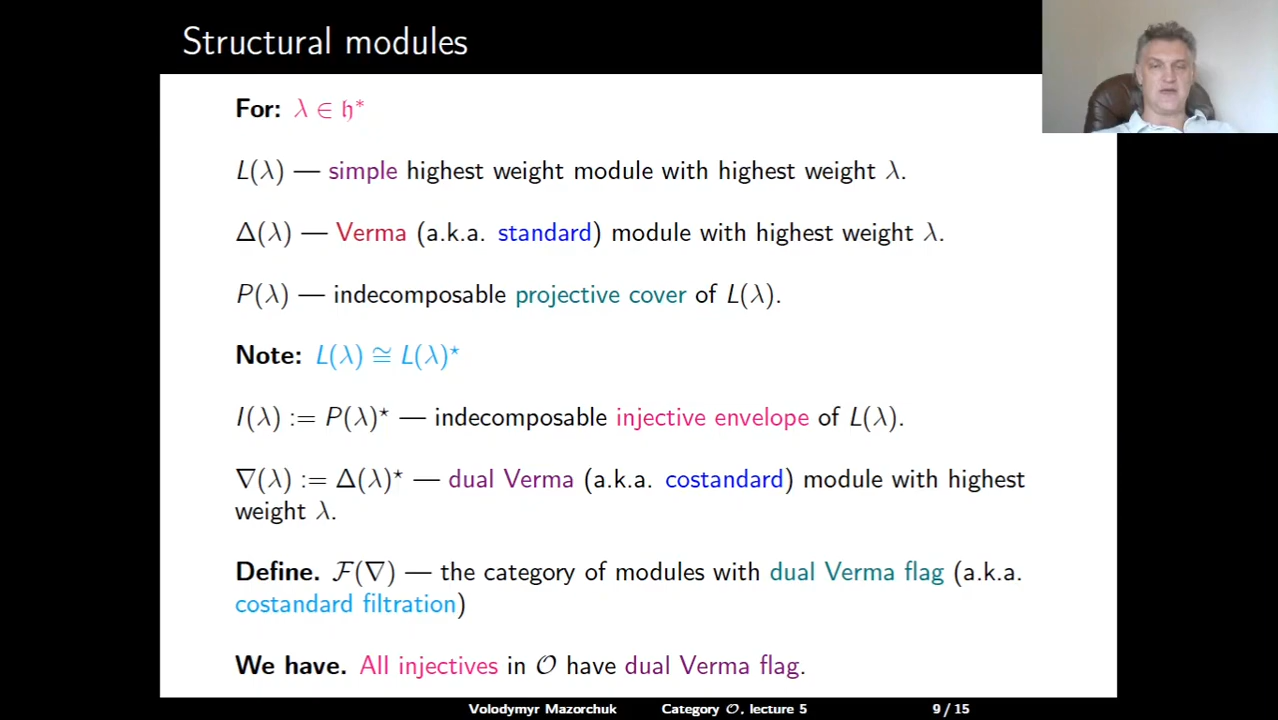 Structural modules
For: λ ∈ 𝔥*
L(λ) — simple highest weight module with highest weight λ.
Δ(λ) — Verma (a.k.a. standard) module with highest weight λ.
P(λ) — indecomposable projective cover of L(λ).
Note: L(λ) ≅ L(λ)⋆
I(λ) := P(λ)⋆ — indecomposable injective envelope of L(λ).
∇(λ) := Δ(λ)⋆ — dual Verma (a.k.a. costandard) module with highest
weight λ.
Define. ℱ(∇) — the category of modules with dual Verma flag (a.k.a.
costandard filtration)
We have. All injectives in 𝒪 have dual Verma flag.
Volodymyr Mazorchuk Category 𝒪, lecture 5 9 / 15